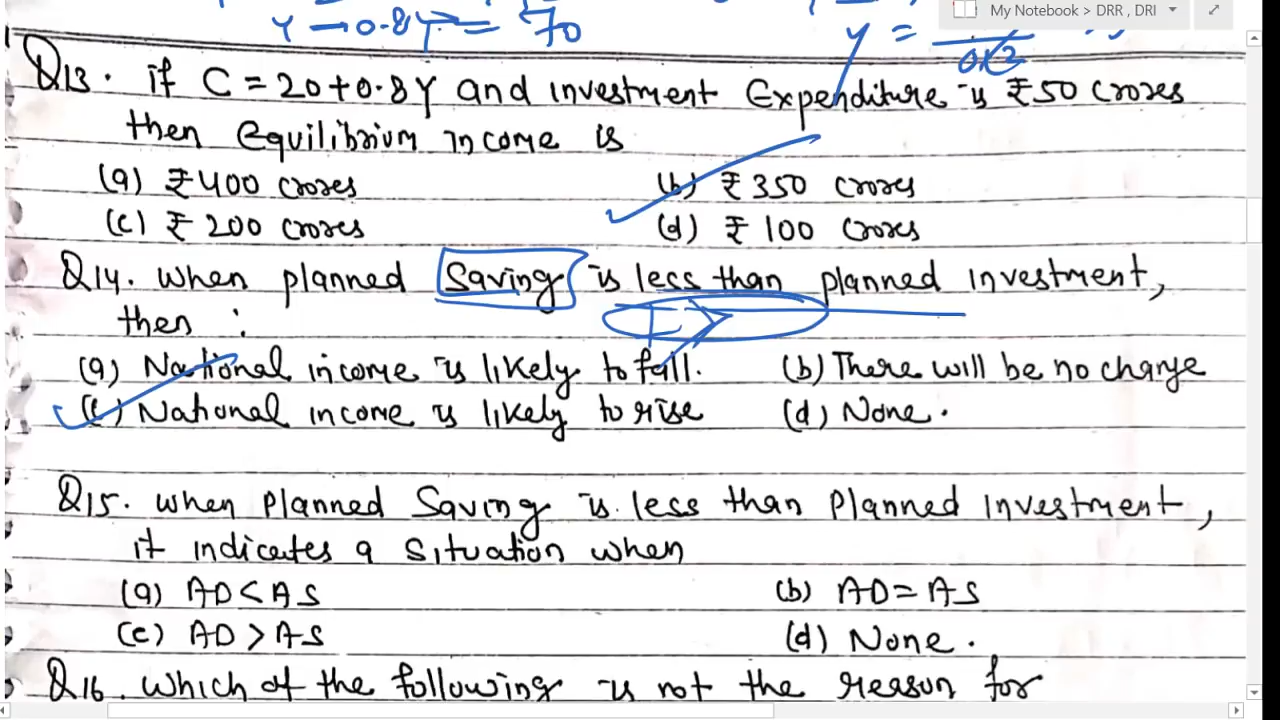 Y - 0.8Y = 70
Y =
My Notebook > DRR , DRI
Q13. if C = 20+0.8Y and investment Expenditure is ₹50 crores
then Equilibrium income is
(a) ₹400 crores (b) ₹350 crores
(c) ₹200 crores (d) ₹100 crores
Q14. When planned Saving is less than planned investment,
then :
(a) National income is likely to fall. (b) There will be no change
(c) National income is likely to rise (d) None.
Q15. When planned Saving is less than planned investment,
it indicates a situation when
(a) AD < AS (b) AD = AS
(c) AD > AS (d) None.
Q16. Which of the following is not the reason for